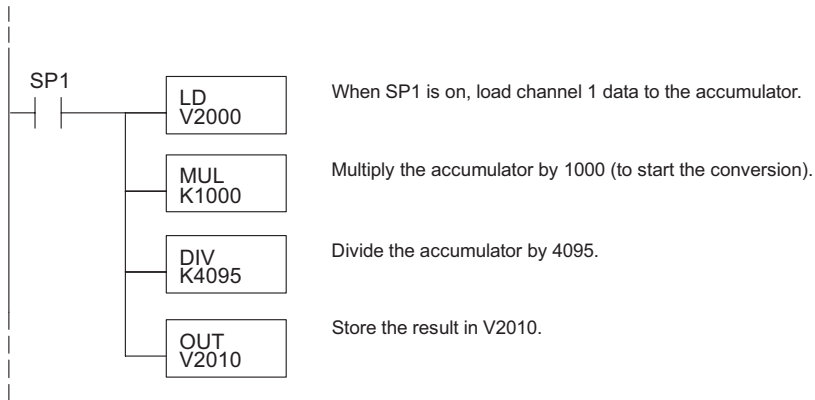 SP1
LD
V2000
When SP1 is on, load channel 1 data to the accumulator.
MUL
K1000
Multiply the accumulator by 1000 (to start the conversion).
DIV
K4095
Divide the accumulator by 4095.
OUT
V2010
Store the result in V2010.